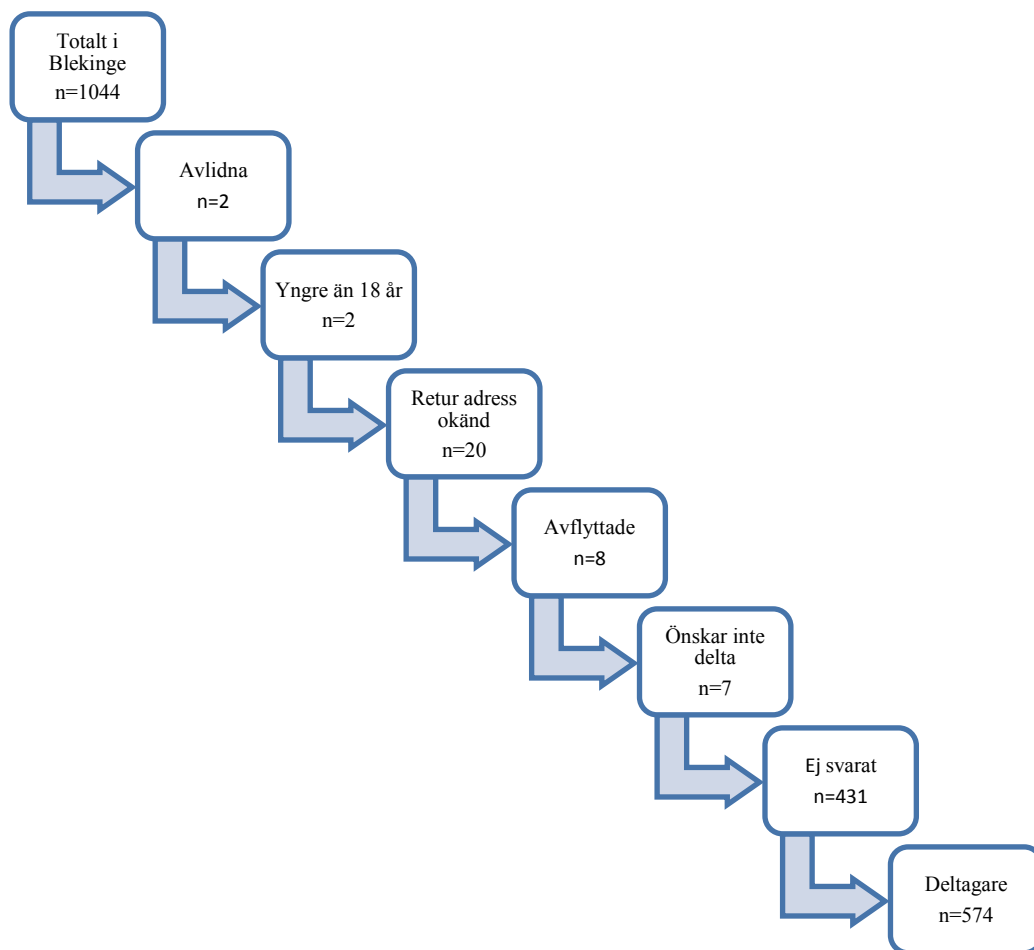 Totalt i
Blekinge
n=1044
Avlidna
n=2
Yngre än 18 år
n=2
Retur adress
okänd
n=20
Avflyttade
n=8
Önskar inte
delta
n=7
Ej svarat
n=431
Deltagare
n=574